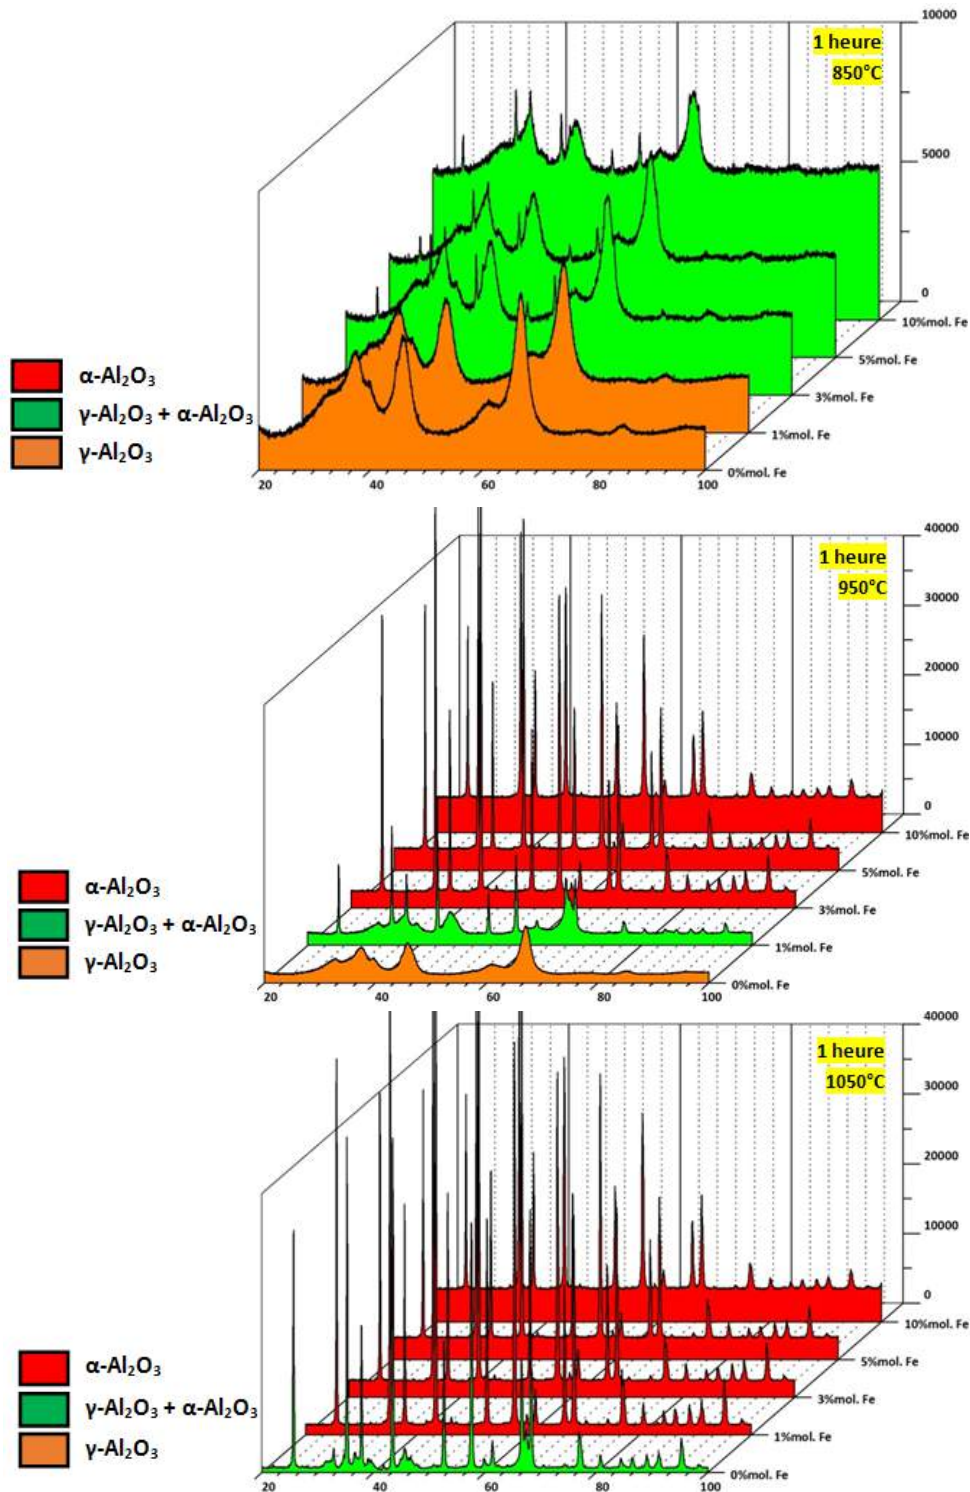 10000
1 heure
850°C
5000
0
10%mol. Fe
5%mol. Fe
3%mol. Fe
1%mol. Fe
0%mol. Fe
α-Al₂O₃
γ-Al₂O₃ + α-Al₂O₃
γ-Al₂O₃
20 40 60 80 100
40000
1 heure
950°C
30000
20000
10000
0
10%mol. Fe
5%mol. Fe
3%mol. Fe
1%mol. Fe
0%mol. Fe
α-Al₂O₃
γ-Al₂O₃ + α-Al₂O₃
γ-Al₂O₃
20 40 60 80 100
40000
1 heure
1050°C
30000
20000
10000
0
10%mol. Fe
5%mol. Fe
3%mol. Fe
1%mol. Fe
0%mol. Fe
α-Al₂O₃
γ-Al₂O₃ + α-Al₂O₃
γ-Al₂O₃
20 40 60 80 100